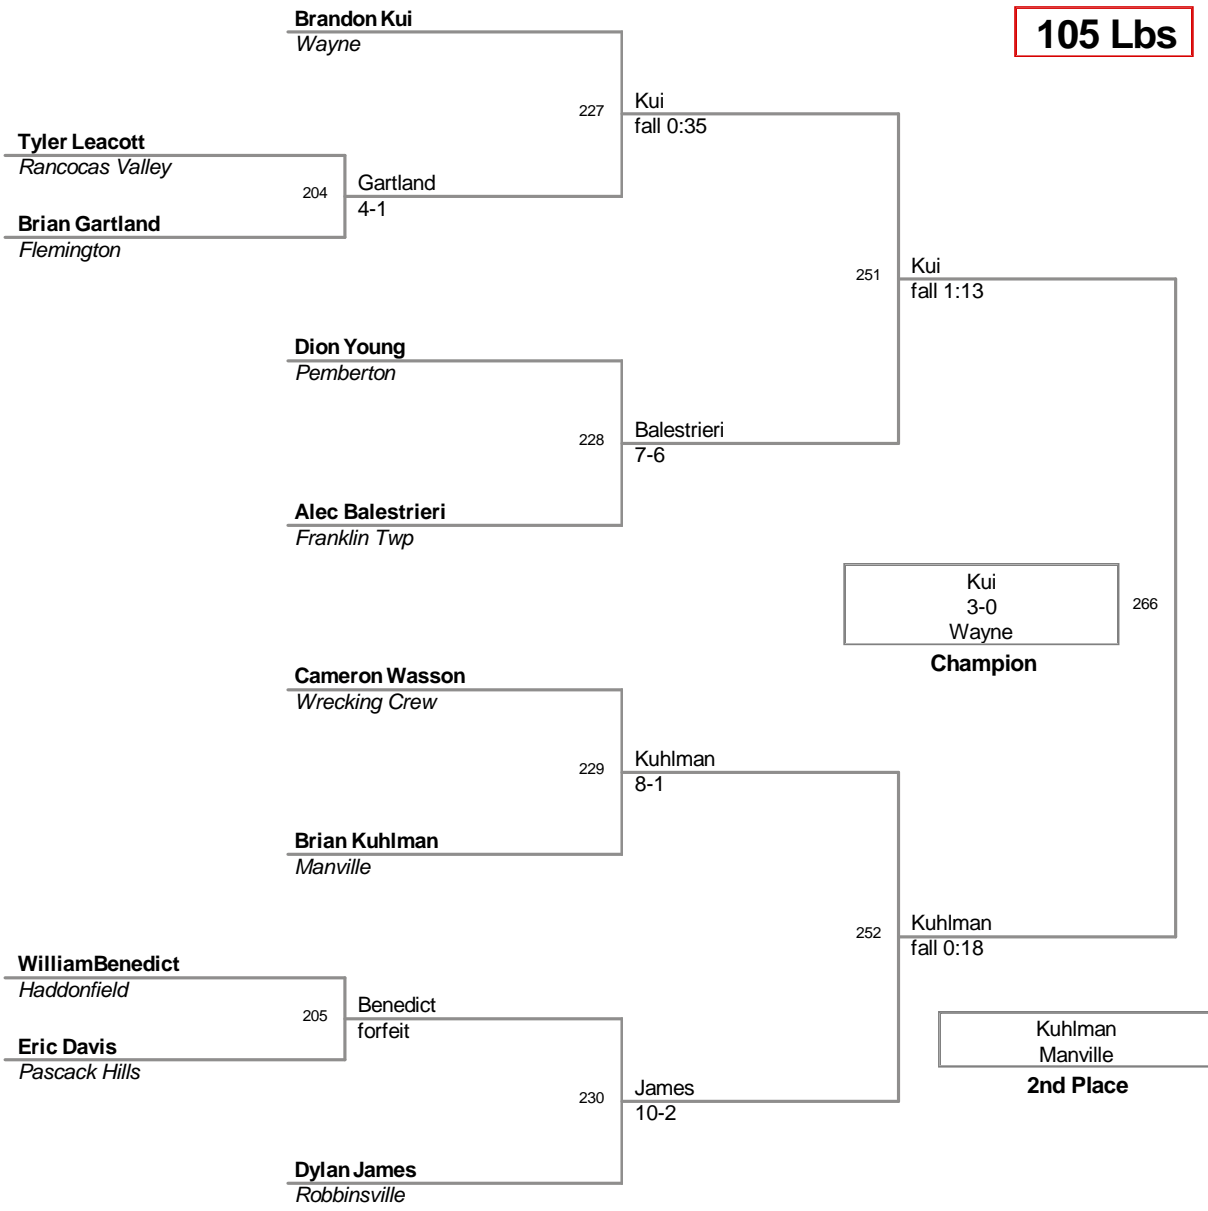 Brandon Kui
Wayne
105 Lbs
227
Kui
fall 0:35
Tyler Leacott
Rancocas Valley
204
Gartland
4-1
Brian Gartland
Flemington
251
Kui
fall 1:13
Dion Young
Pemberton
228
Balestrieri
7-6
Alec Balestrieri
Franklin Twp
Kui
3-0
Wayne
266
Champion
Cameron Wasson
Wrecking Crew
229
Kuhlman
8-1
Brian Kuhlman
Manville
252
Kuhlman
fall 0:18
WilliamBenedict
Haddonfield
205
Benedict
forfeit
Eric Davis
Pascack Hills
Kuhlman
Manville
2nd Place
230
James
10-2
Dylan James
Robbinsville